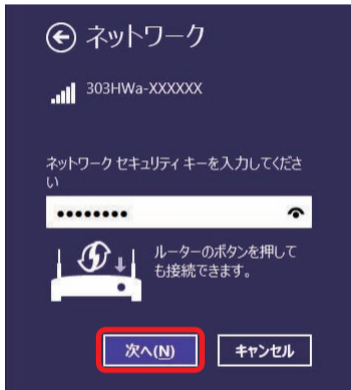 ネットワーク
303HWa-XXXXXX
ネットワーク セキュリティ キーを入力してくださ
い
••••••••
ルーターのボタンを押して
も接続できます。
次へ(N)
キャンセル